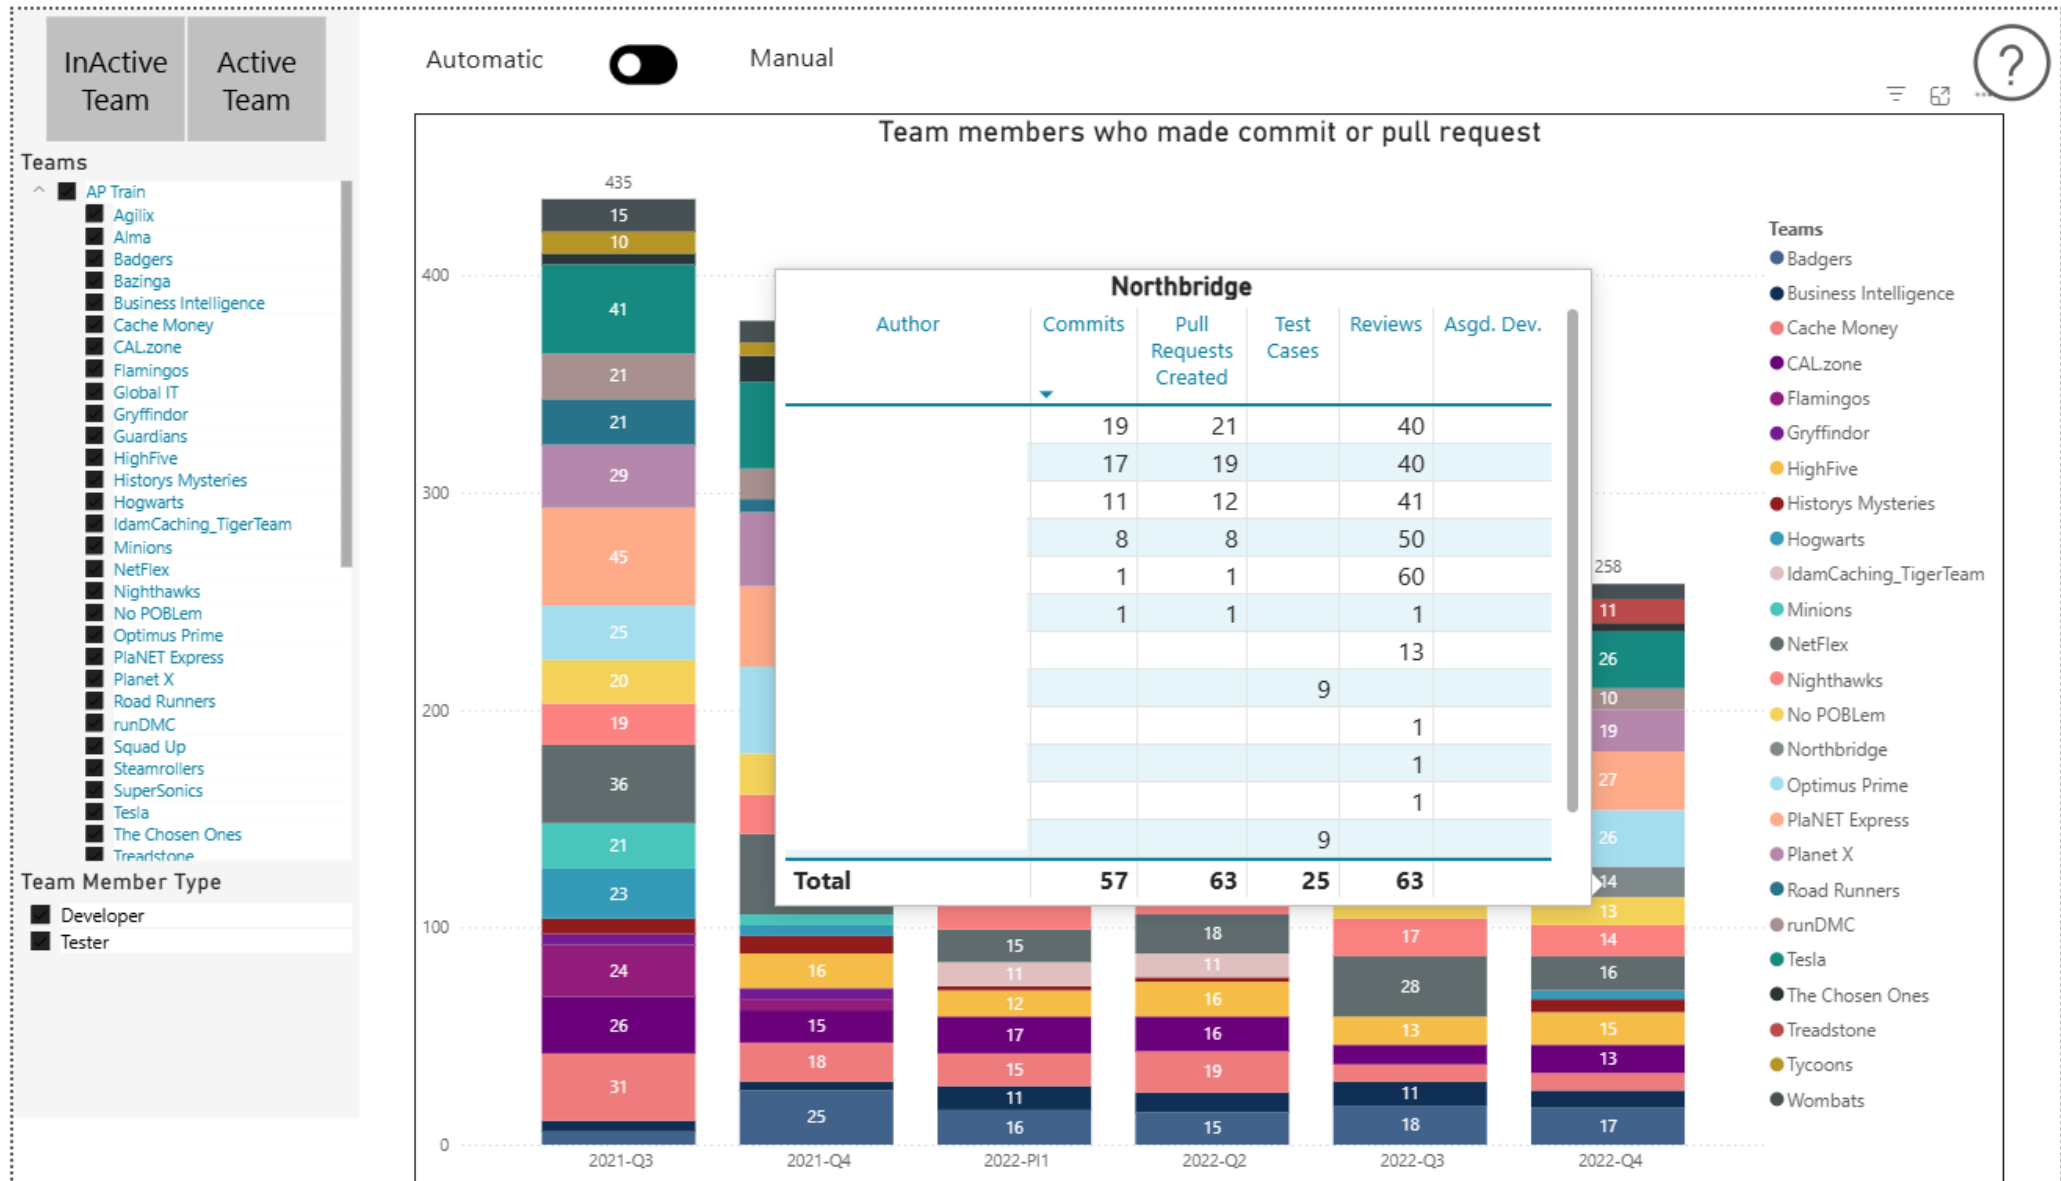 InActive Team
Active Team
Automatic
Manual
?
Teams
AP Train
Agilix
Alma
Badgers
Bazinga
Business Intelligence
Cache Money
CAL.zone
Flamingos
Global IT
Gryffindor
Guardians
HighFive
Historys Mysteries
Hogwarts
IdamCaching_TigerTeam
Minions
NetFlex
Nighthawks
No POBLem
Optimus Prime
PlaNET Express
Planet X
Road Runners
runDMC
Squad Up
Steamrollers
SuperSonics
Tesla
The Chosen Ones
Treadstone
Team Member Type
Developer
Tester
Team members who made commit or pull request
400
300
200
100
0
435
15
10
41
21
21
29
45
25
20
19
36
21
23
24
26
31
2021-Q3
16
15
18
25
2021-Q4
15
11
12
17
15
11
16
2022-PI1
18
11
16
16
19
15
2022-Q2
17
28
13
11
18
2022-Q3
258
11
26
10
19
27
26
14
13
14
16
15
13
17
2022-Q4
Northbridge
Author Commits Pull Requests Created Test Cases Reviews Asgd. Dev.
19 21 40
17 19 40
11 12 41
8 8 50
1 1 60
1 1 1
13
9
1
1
1
9
Total 57 63 25 63
Teams
Badgers
Business Intelligence
Cache Money
CAL.zone
Flamingos
Gryffindor
HighFive
Historys Mysteries
Hogwarts
IdamCaching_TigerTeam
Minions
NetFlex
Nighthawks
No POBLem
Northbridge
Optimus Prime
PlaNET Express
Planet X
Road Runners
runDMC
Tesla
The Chosen Ones
Treadstone
Tycoons
Wombats